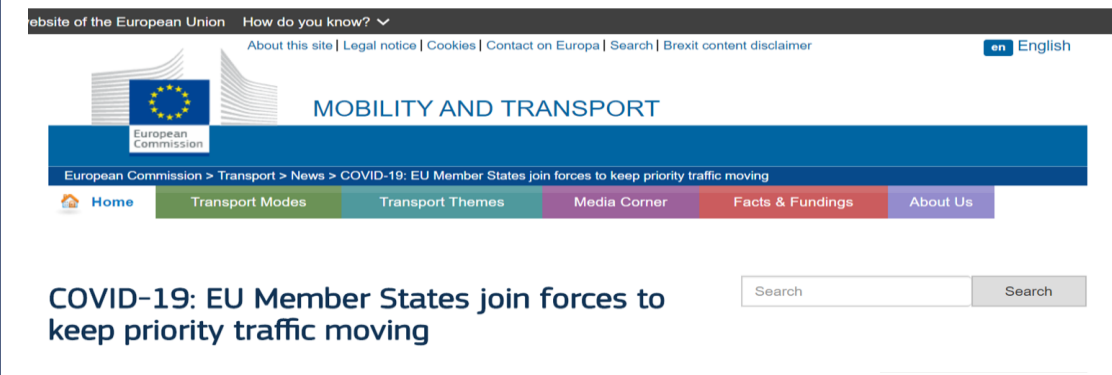 ebsite of the European Union How do you know?
About this site | Legal notice | Cookies | Contact on Europa | Search | Brexit content disclaimer
en English
MOBILITY AND TRANSPORT
European
Commission
European Commission > Transport > News > COVID-19: EU Member States join forces to keep priority traffic moving
Home Transport Modes Transport Themes Media Corner Facts & Fundings About Us
COVID-19: EU Member States join forces to
keep priority traffic moving
Search Search